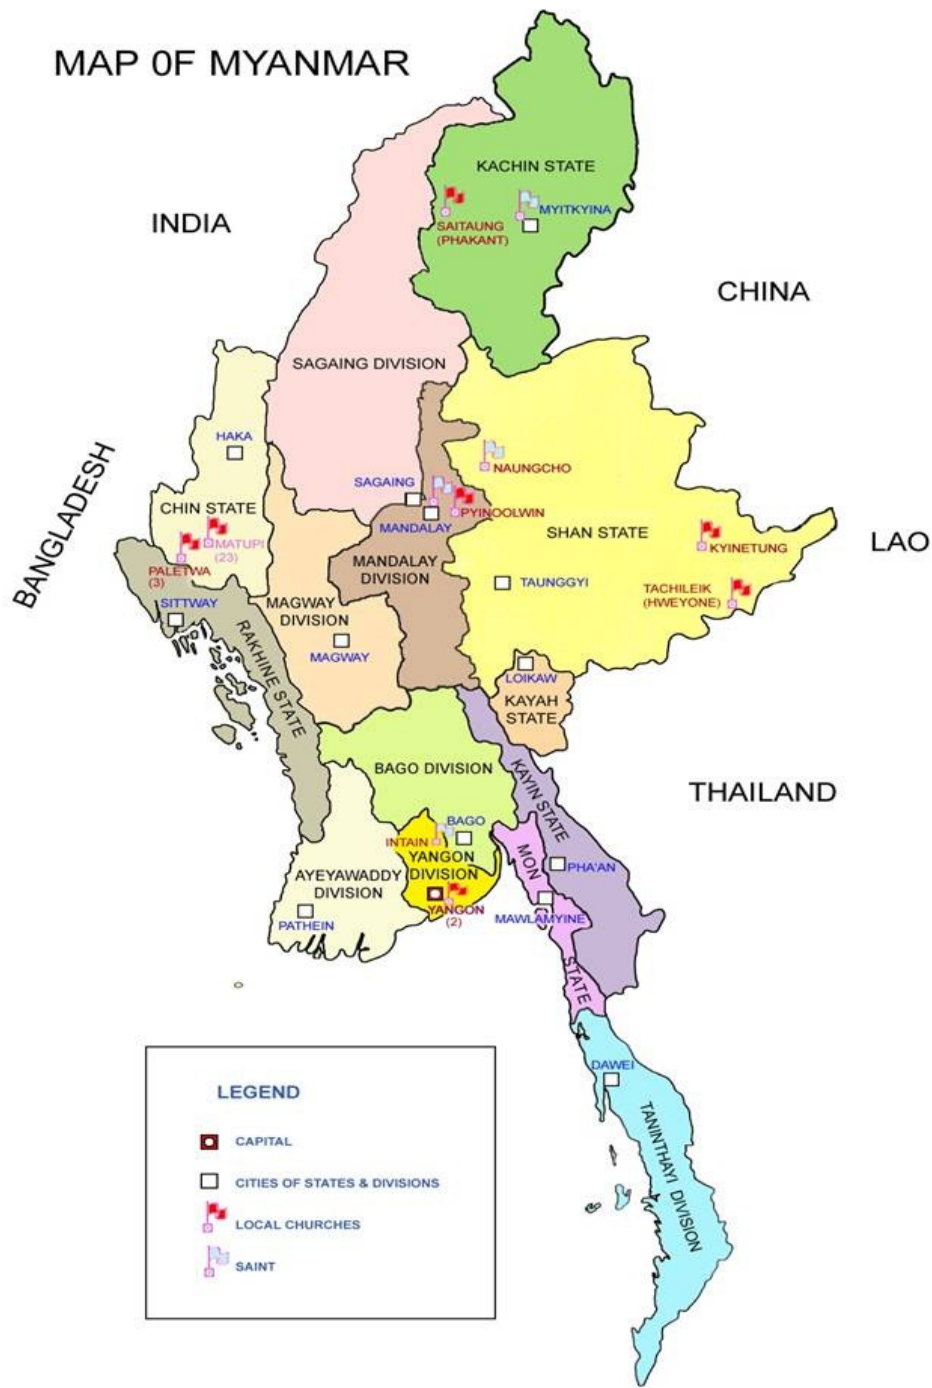 MAP 0F MYANMAR
KACHIN STATE
INDIA
MYITKYINA
SAITAUNG
(PHAKANT)
CHINA
SAGAING DIVISION
HAKA
BANGLADESH
NAUNGCHO
SAGAING
CHIN STATE
PYINOOLWIN
MANDALAY
SHAN STATE
LAO
MATUPI
(23)
KYINETUNG
PALETWA
(3)
MANDALAY
DIVISION
TAUNGGYI
TACHILEIK
(HWEYONE)
SITTWAY
MAGWAY
DIVISION
RAKHINE STATE
MAGWAY
LOIKAW
KAYAH
STATE
BAGO DIVISION
KAYIN STATE
THAILAND
BAGO
INTAIN
YANGON
DIVISION
MON
STATE
PHA'AN
AYEYAWADDY
DIVISION
YANGON
(2)
MAWLAMYINE
PATHEIN
DAWEI
TANINTHAYI DIVISION
LEGEND
CAPITAL
CITIES OF STATES & DIVISIONS
LOCAL CHURCHES
SAINT